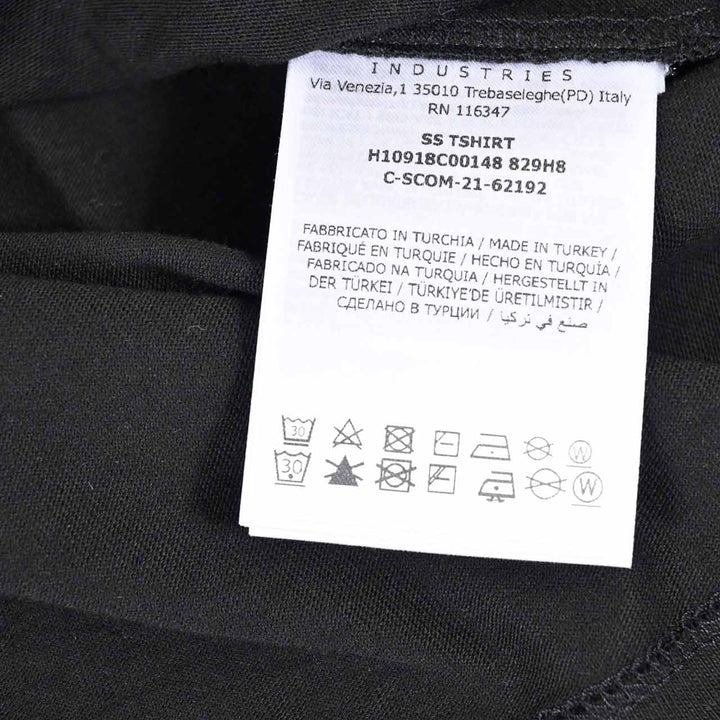 INDUSTRIES
Via Venezia,1 35010 Trebaseleghe(PD) Italy
RN 116347
SS TSHIRT
H10918C00148 829H8
C-SCOM-21-62192
FABBRICATO IN TURCHIA / MADE IN TURKEY /
FABRIQUÉ EN TURQUIE / HECHO EN TURQUÍA /
FABRICADO NA TURQUIA / HERGESTELLT IN
DER TÜRKEI / TÜRKIYE'DE ÜRETILMISTIR /
СДЕЛАНО В ТУРЦИИ / صنع في تركيا
30 W
30 W